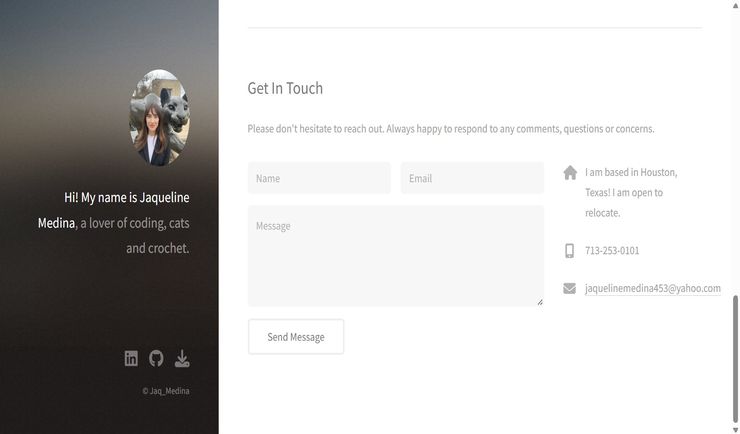 Hi! My name is Jaqueline
Medina, a lover of coding, cats
and crochet.
© Jaq_Medina
Get In Touch
Please don't hesitate to reach out. Always happy to respond to any comments, questions or concerns.
Name
Email
Message
Send Message
I am based in Houston,
Texas! I am open to
relocate.
713-253-0101
jaquelinemedina453@yahoo.com